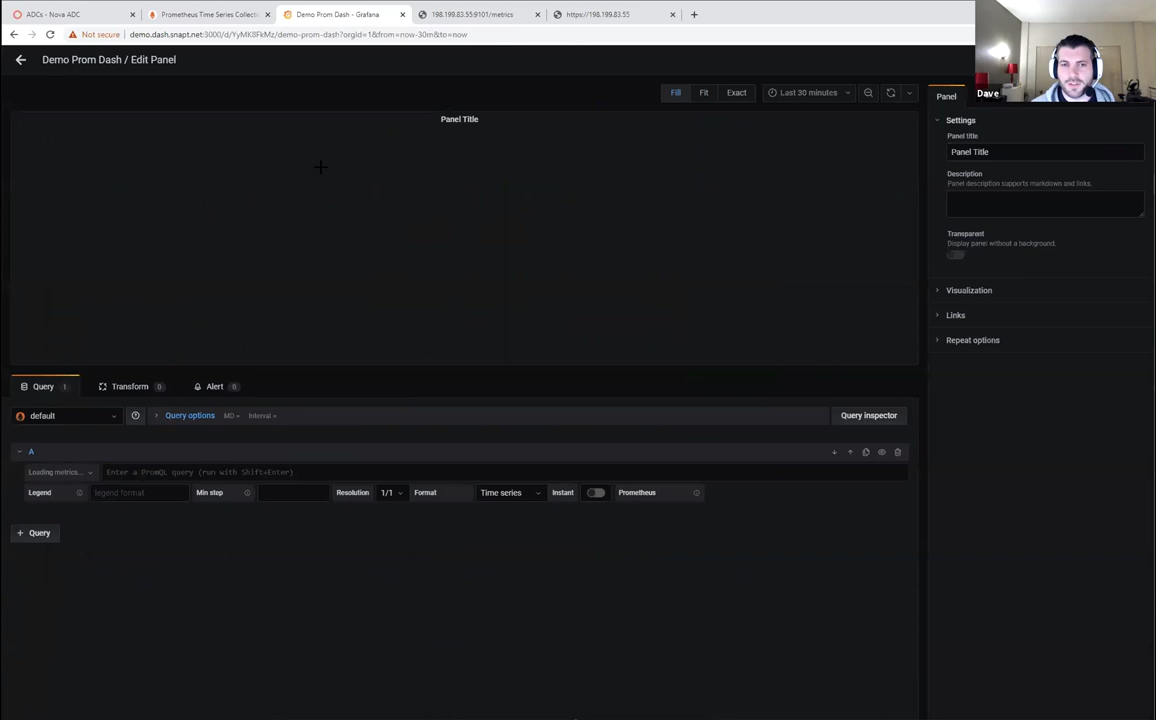 ADCs - Nova ADC
Prometheus Time Series Collectio
Demo Prom Dash - Grafana
198.199.83.55:9101/metrics
https://198.199.83.55
Not secure demo.dash.snapt.net:3000/d/YyMK8FkMz/demo-prom-dash?orgId=1&from=now-30m&to=now
Demo Prom Dash / Edit Panel
Dave
Fill Fit Exact Last 30 minutes
Panel
Panel Title
Settings
Panel title
Panel Title
Description
Panel description supports markdown and links.
Transparent
Display panel without a background.
Visualization
Links
Repeat options
Query 1 Transform 0 Alert 0
default Query options MD = Interval = Query inspector
A
Loading metrics... Enter a PromQL query (run with Shift+Enter)
Legend legend format Min step Resolution 1/1 Format Time series Instant Prometheus
+ Query